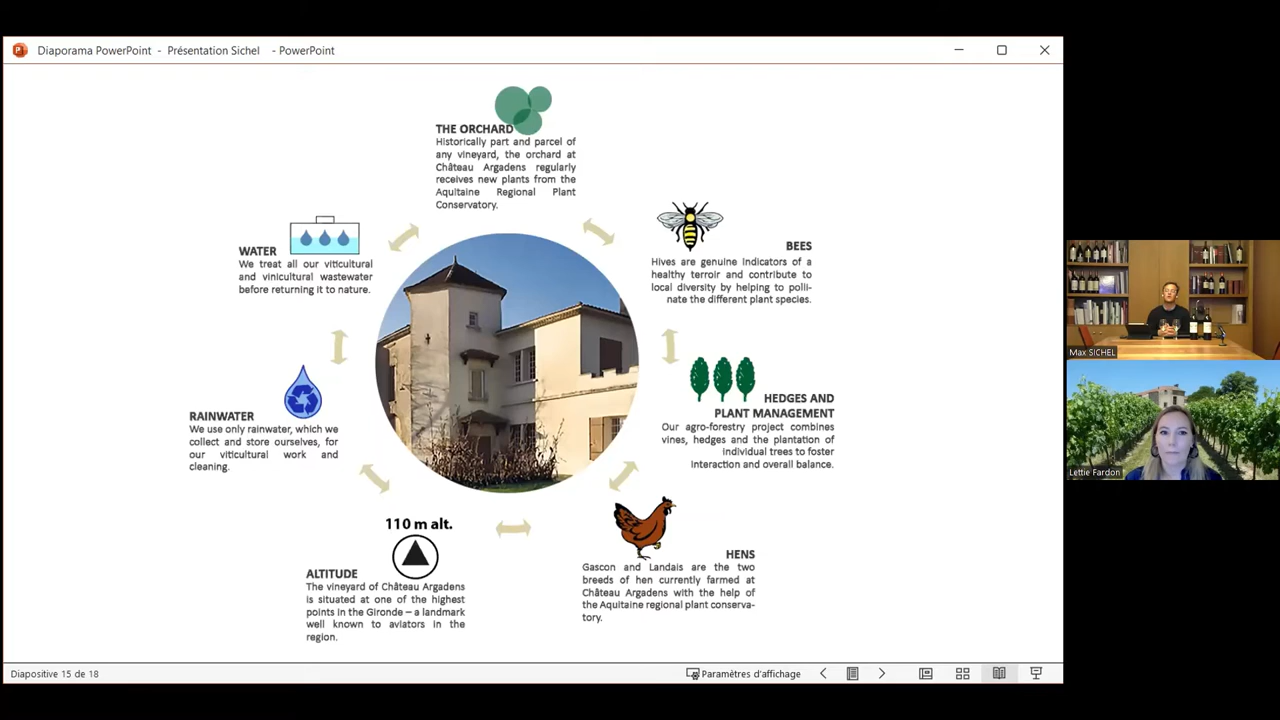 Diaporama PowerPoint - Présentation Sichel - PowerPoint
THE ORCHARD
Historically part and parcel of
any vineyard, the orchard at
Château Argadens regularly
receives new plants from the
Aquitaine Regional Plant
Conservatory.
WATER
We treat all our viticultural
and vinicultural wastewater
before returning it to nature.
BEES
Hives are genuine indicators of a
healthy terroir and contribute to
local diversity by helping to polli-
nate the different plant species.
RAINWATER
We use only rainwater, which we
collect and store ourselves, for
our viticultural work and
cleaning.
HEDGES AND
PLANT MANAGEMENT
Our agro-forestry project combines
vines, hedges and the plantation of
individual trees to foster
interaction and overall balance.
110 m alt.
ALTITUDE
The vineyard of Château Argadens
is situated at one of the highest
points in the Gironde – a landmark
well known to aviators in the
region.
HENS
Gascon and Landais are the two
breeds of hen currently farmed at
Château Argadens with the help of
the Aquitaine regional plant conserva-
tory.
Max SICHEL
Lettie Fardon
Diapositive 15 de 18
Paramètres d'affichage